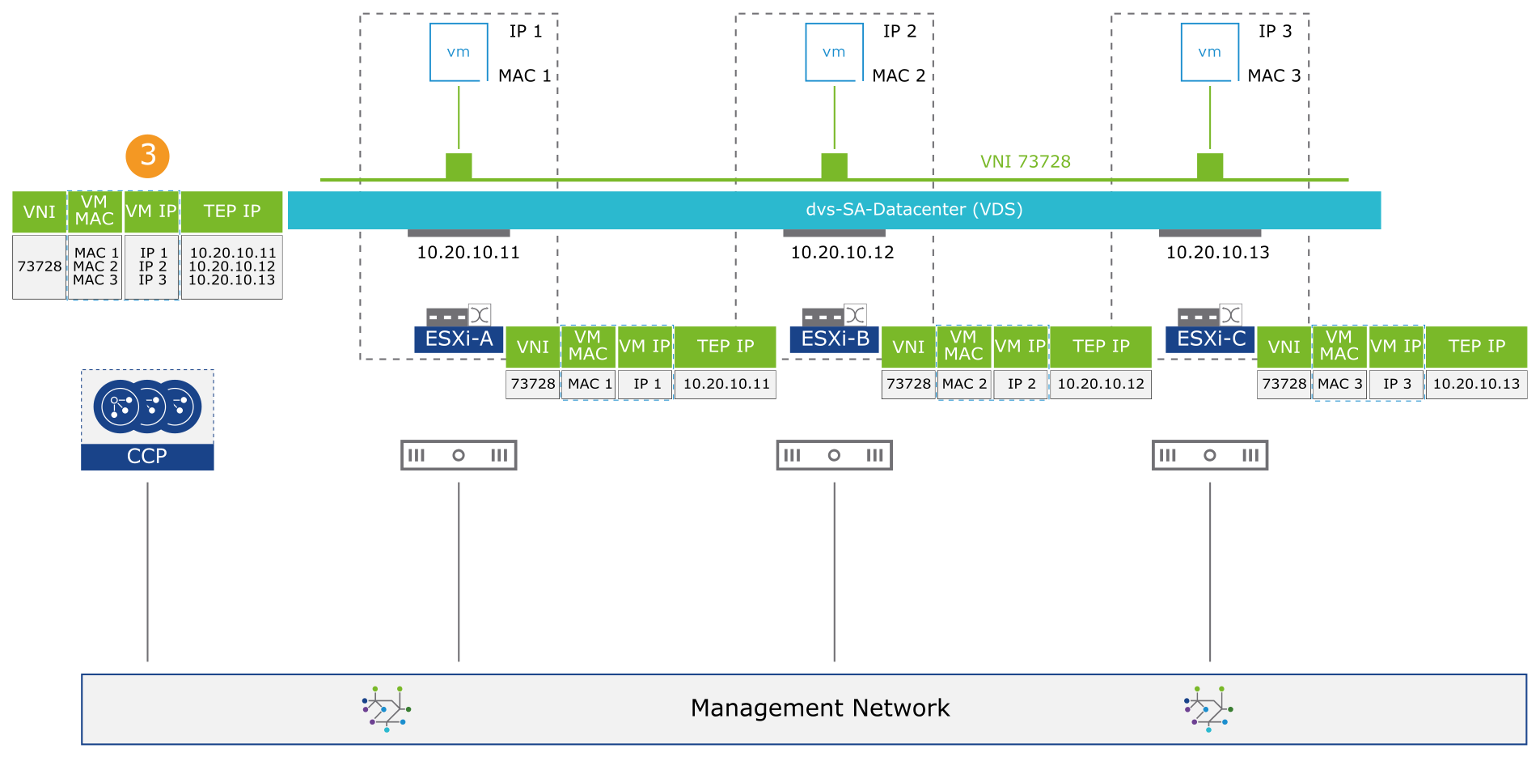 vm
IP 1
MAC 1
vm
IP 2
MAC 2
vm
IP 3
MAC 3
3
VNI 73728
VNI VM MAC VM IP TEP IP
73728
MAC 1 IP 1 10.20.10.11
MAC 2 IP 2 10.20.10.12
MAC 3 IP 3 10.20.10.13
dvs-SA-Datacenter (VDS)
10.20.10.11
10.20.10.12
10.20.10.13
ESXi-A
VNI VM MAC VM IP TEP IP
73728 MAC 1 IP 1 10.20.10.11
ESXi-B
VNI VM MAC VM IP TEP IP
73728 MAC 2 IP 2 10.20.10.12
ESXi-C
VNI VM MAC VM IP TEP IP
73728 MAC 3 IP 3 10.20.10.13
CCP
Management Network